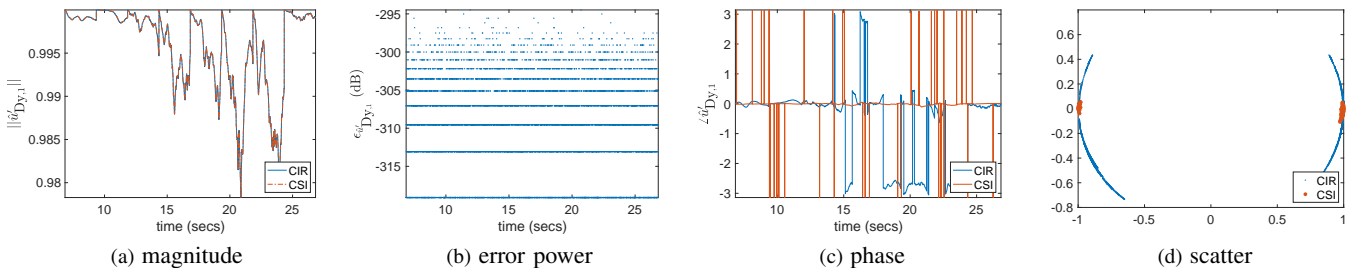 0.995
0.99
0.985
0.98
10 15 20 25
time (secs)
||û′Dy,1||
CIR
CSI
(a) magnitude
-295
-300
-305
-310
-315
10 15 20 25
time (secs)
ϵû′Dy,1 (dB)
(b) error power
3
2
1
0
-1
-2
-3
10 15 20 25
time (secs)
∠û′Dy,1
CIR
CSI
(c) phase
0.8
0.6
0.4
0.2
0
-0.2
-0.4
-0.6
-0.8
-1 -0.5 0 0.5 1
CIR
CSI
(d) scatter